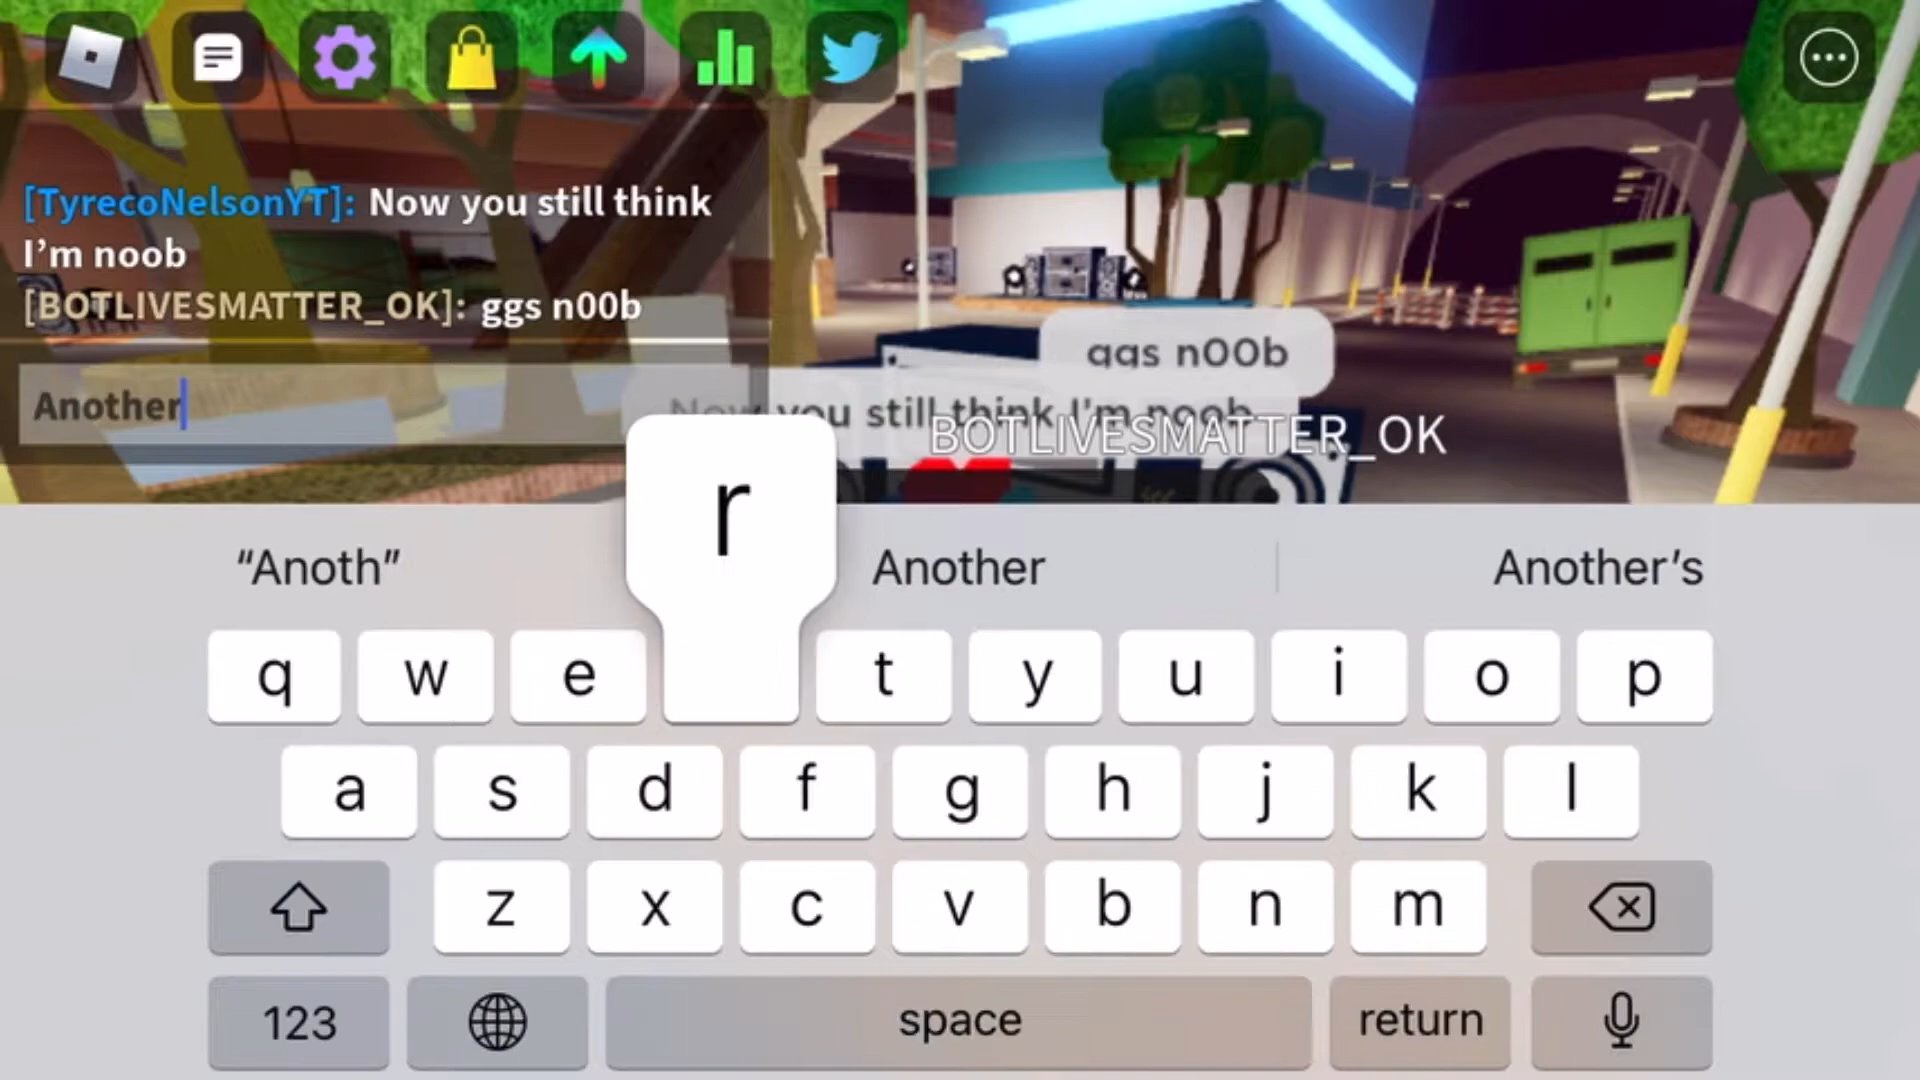 [TyrecoNelsonYT]: Now you still think
I'm noob
[BOTLIVESMATTER_OK]: ggs n00b
ggs n00b
Another
Now you still think I'm noob
BOTLIVESMATTER_OK
r
“Anoth”
Another
Another's
q w e t y u i o p
a s d f g h j k l
z x c v b n m
123
space
return